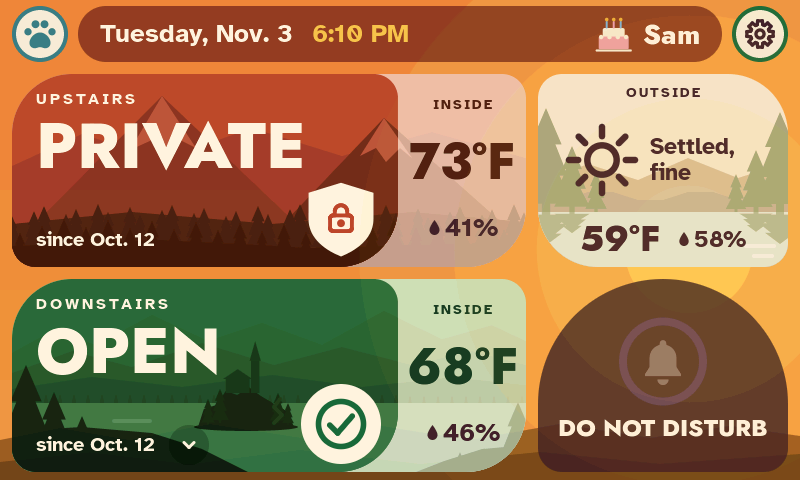 Tuesday, Nov. 3 6:10 PM
Sam
UPSTAIRS
PRIVATE
since Oct. 12
INSIDE
73°F
41%
OUTSIDE
Settled,
fine
59°F 58%
DOWNSTAIRS
OPEN
since Oct. 12
INSIDE
68°F
46%
DO NOT DISTURB